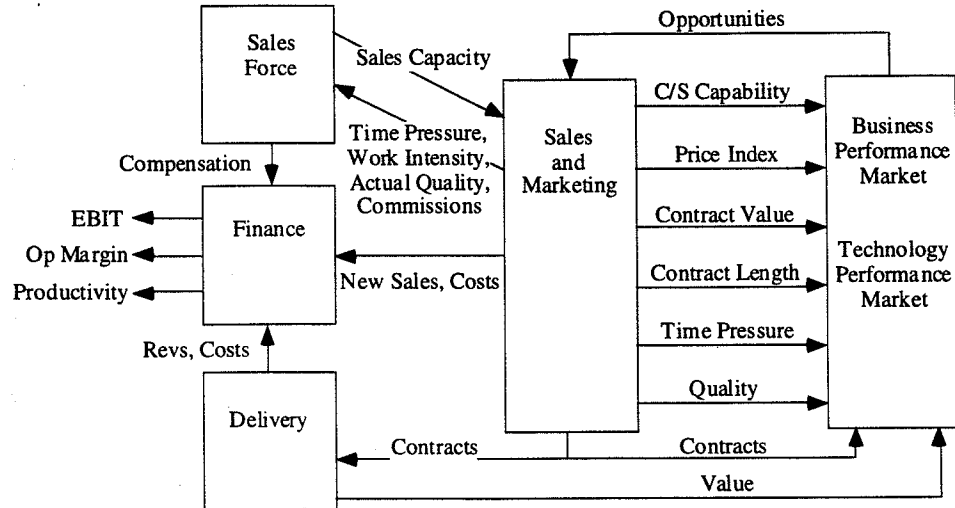 Opportunities
Sales
Force
Sales Capacity
C/S Capability
Time Pressure,
Work Intensity,
Actual Quality,
Commissions
Sales
and
Marketing
Business
Performance
Market
Price Index
Compensation
EBIT
Finance
Contract Value
Op Margin
Technology
Performance
Market
New Sales, Costs
Contract Length
Productivity
Time Pressure
Revs, Costs
Quality
Delivery
Contracts
Contracts
Value